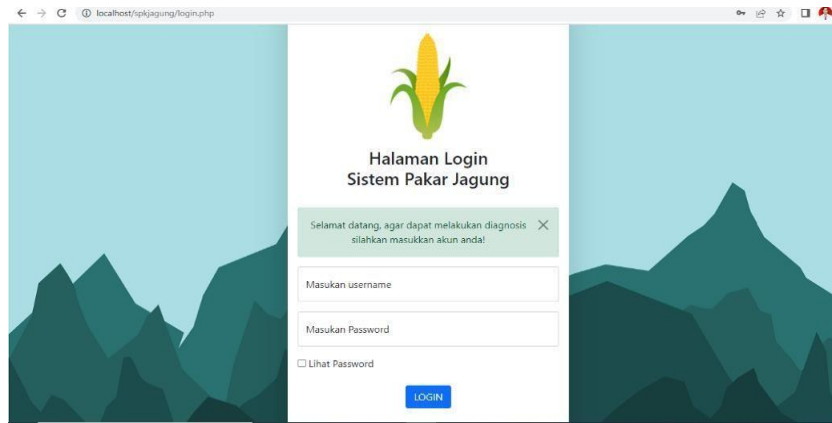 localhost/spkjagung/login.php
Halaman Login
Sistem Pakar Jagung
Selamat datang, agar dapat melakukan diagnosis
silahkan masukkan akun anda!
Masukan username
Masukan Password
Lihat Password
LOGIN